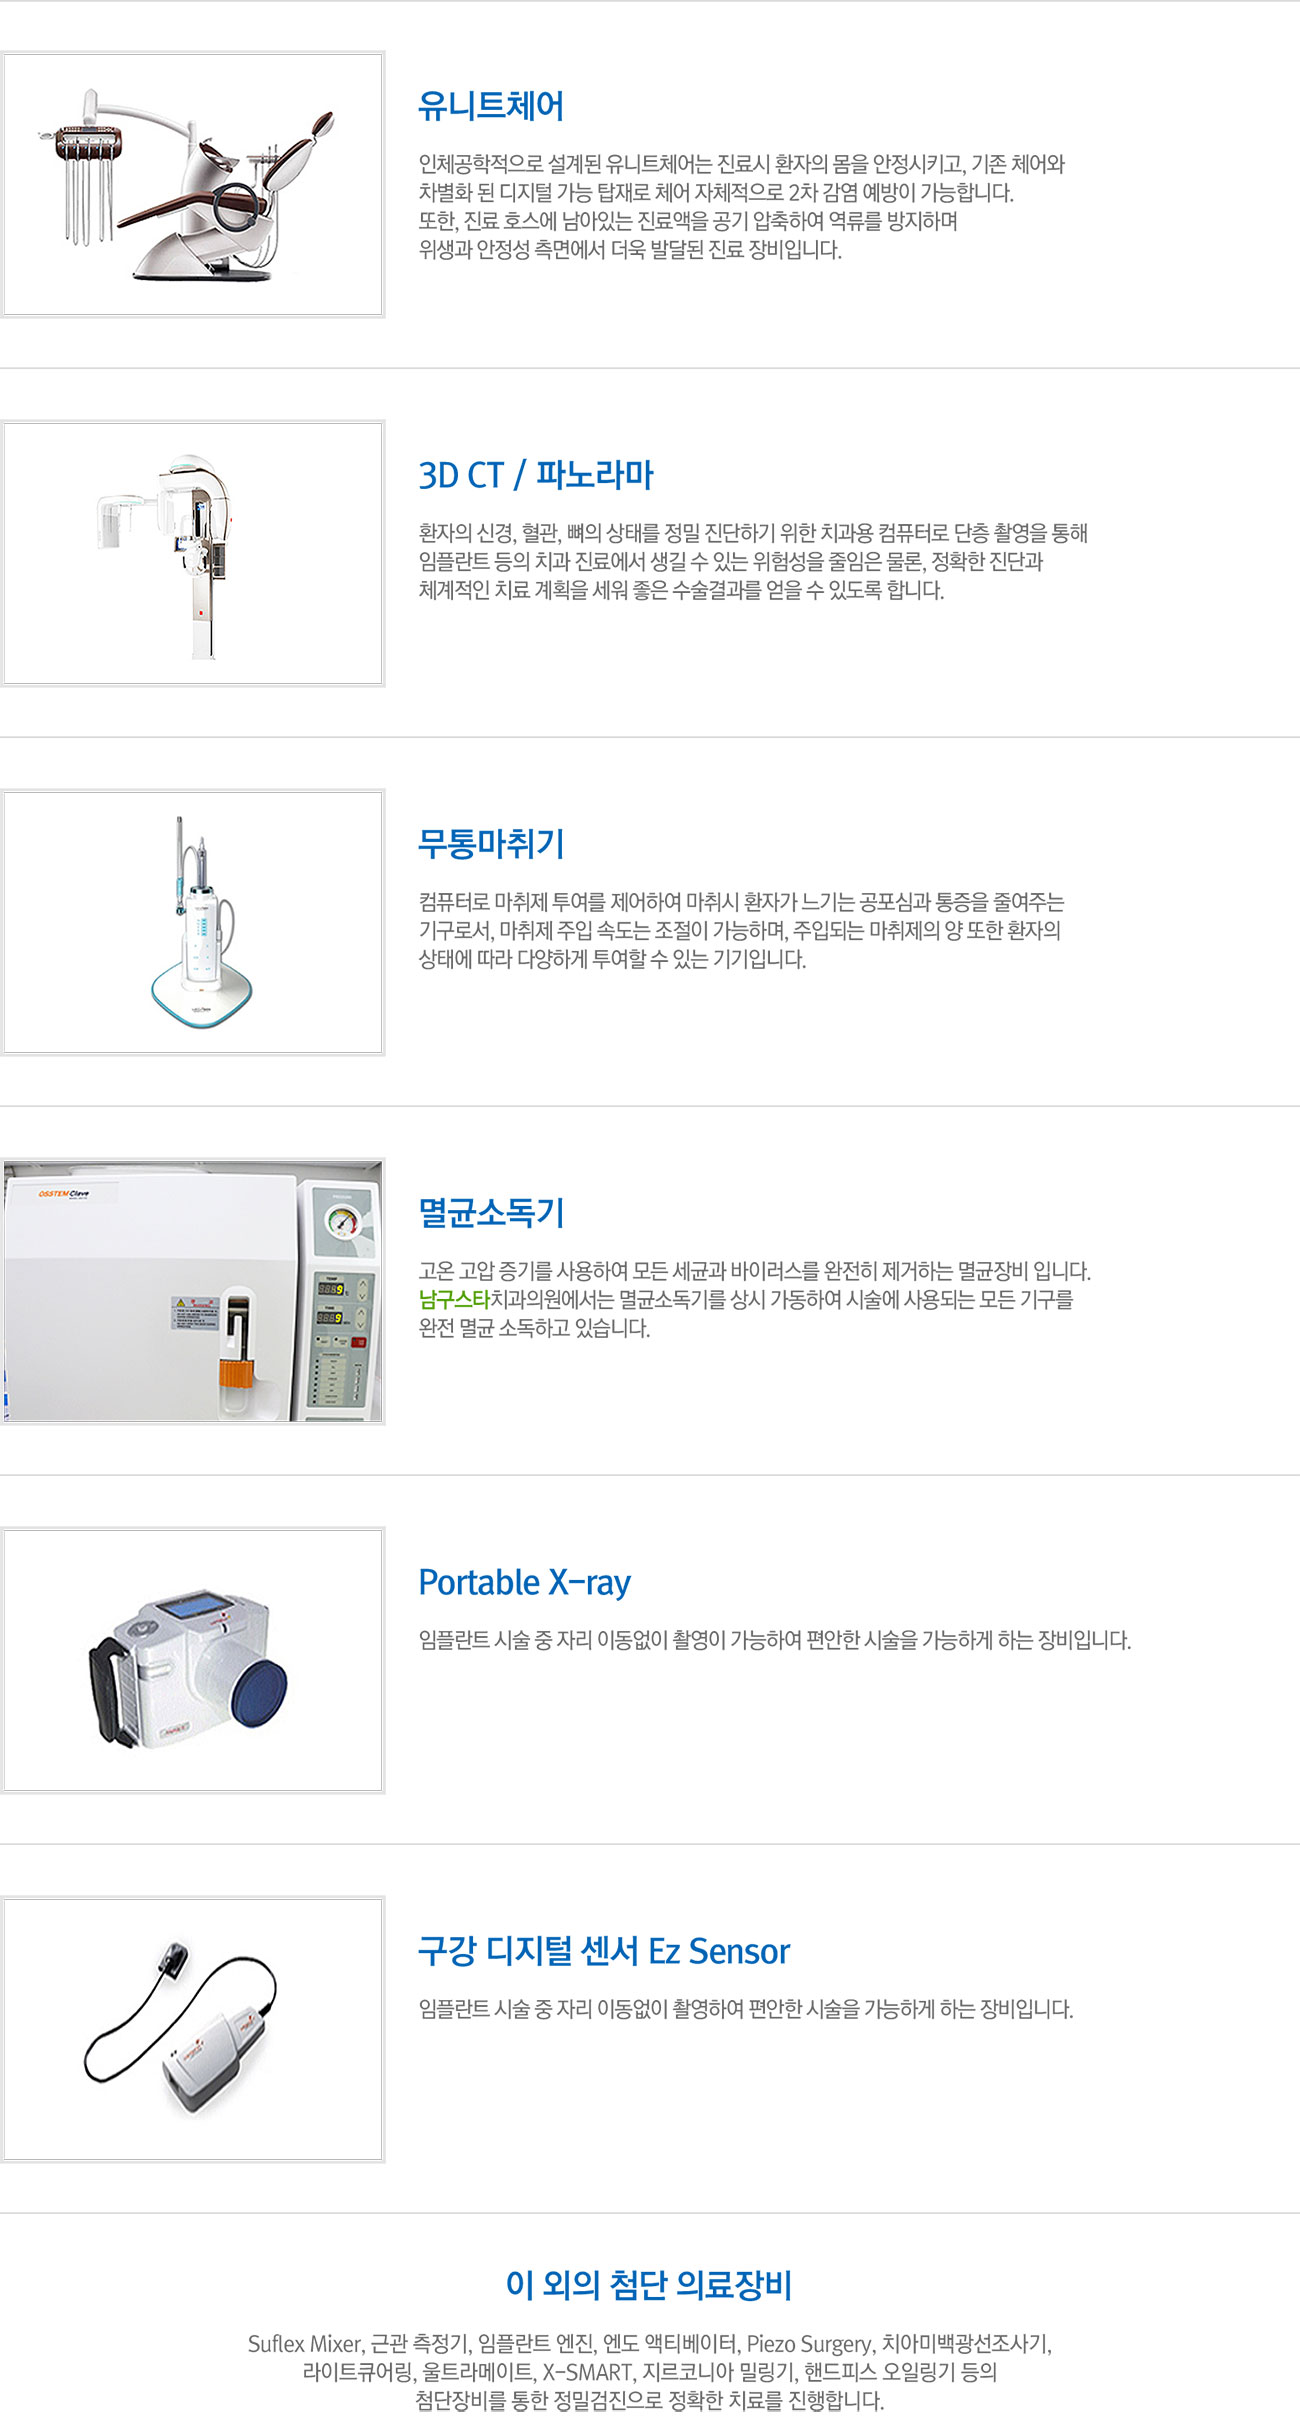 유니트체어
인체공학적으로 설계된 유니트체어는 진료시 환자의 몸을 안정시키고, 기존 체어와
차별화 된 디지털 가능 탑재로 체어 자체적으로 2차 감염 예방이 가능합니다.
또한, 진료 호스에 남아있는 진료액을 공기 압축하여 역류를 방지하며
위생과 안정성 측면에서 더욱 발달된 진료 장비입니다.
3D CT / 파노라마
환자의 신경, 혈관, 뼈의 상태를 정밀 진단하기 위한 치과용 컴퓨터로 단층 촬영을 통해
임플란트 등의 치과 진료에서 생길 수 있는 위험성을 줄임은 물론, 정확한 진단과
체계적인 치료 계획을 세워 좋은 수술결과를 얻을 수 있도록 합니다.
무통마취기
컴퓨터로 마취제 투여를 제어하여 마취시 환자가 느기는 공포심과 통증을 줄여주는
기구로서, 마취제 주입 속도는 조절이 가능하며, 주입되는 마취제의 양 또한 환자의
상태에 따라 다양하게 투여할 수 있는 기기입니다.
OSSTEM Clave
TEMP
TIME
멸균소독기
고온 고압 증기를 사용하여 모든 세균과 바이러스를 완전히 제거하는 멸균장비 입니다.
남구스타치과의원에서는 멸균소독기를 상시 가동하여 시술에 사용되는 모든 기구를
완전 멸균 소독하고 있습니다.
Portable X-ray
임플란트 시술 중 자리 이동없이 촬영이 가능하여 편안한 시술을 가능하게 하는 장비입니다.
구강 디지털 센서 Ez Sensor
임플란트 시술 중 자리 이동없이 촬영하여 편안한 시술을 가능하게 하는 장비입니다.
이 외의 첨단 의료장비
Suflex Mixer, 근관 측정기, 임플란트 엔진, 엔도 액티베이터, Piezo Surgery, 치아미백광선조사기,
라이트큐어링, 울트라메이트, X-SMART, 지르코니아 밀링기, 핸드피스 오일링기 등의
첨단장비를 통한 정밀검진으로 정확한 치료를 진행합니다.